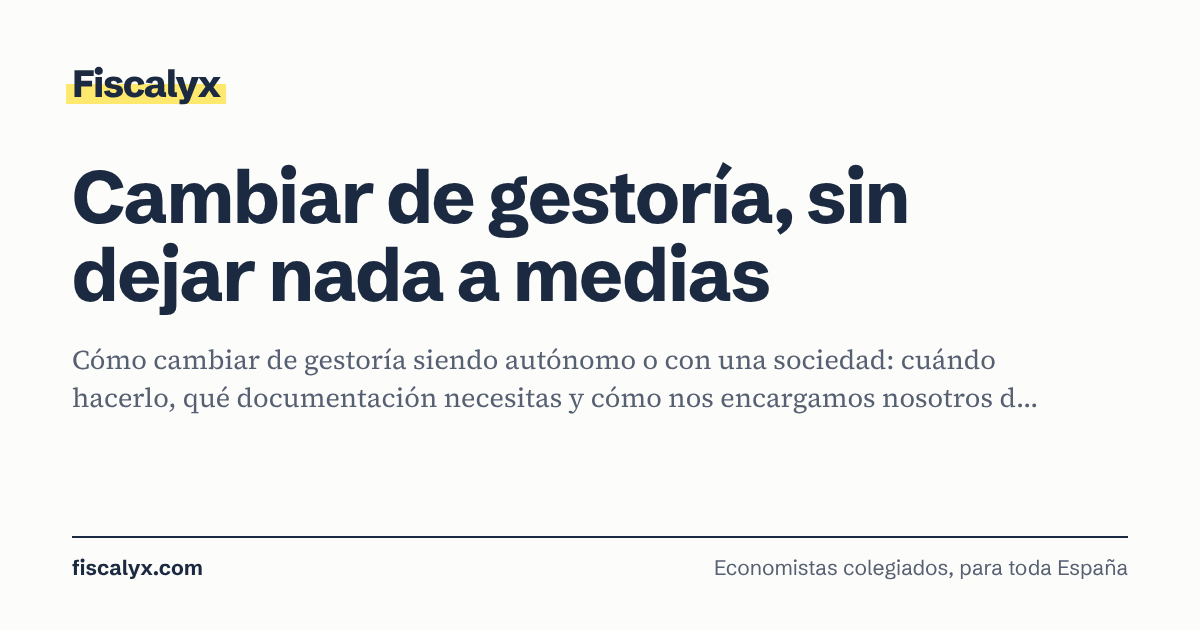 Fiscalyx
Cambiar de gestoría, sin
dejar nada a medias
Cómo cambiar de gestoría siendo autónomo o con una sociedad: cuándo
hacerlo, qué documentación necesitas y cómo nos encargamos nosotros d...
fiscalyx.com
Economistas colegiados, para toda España